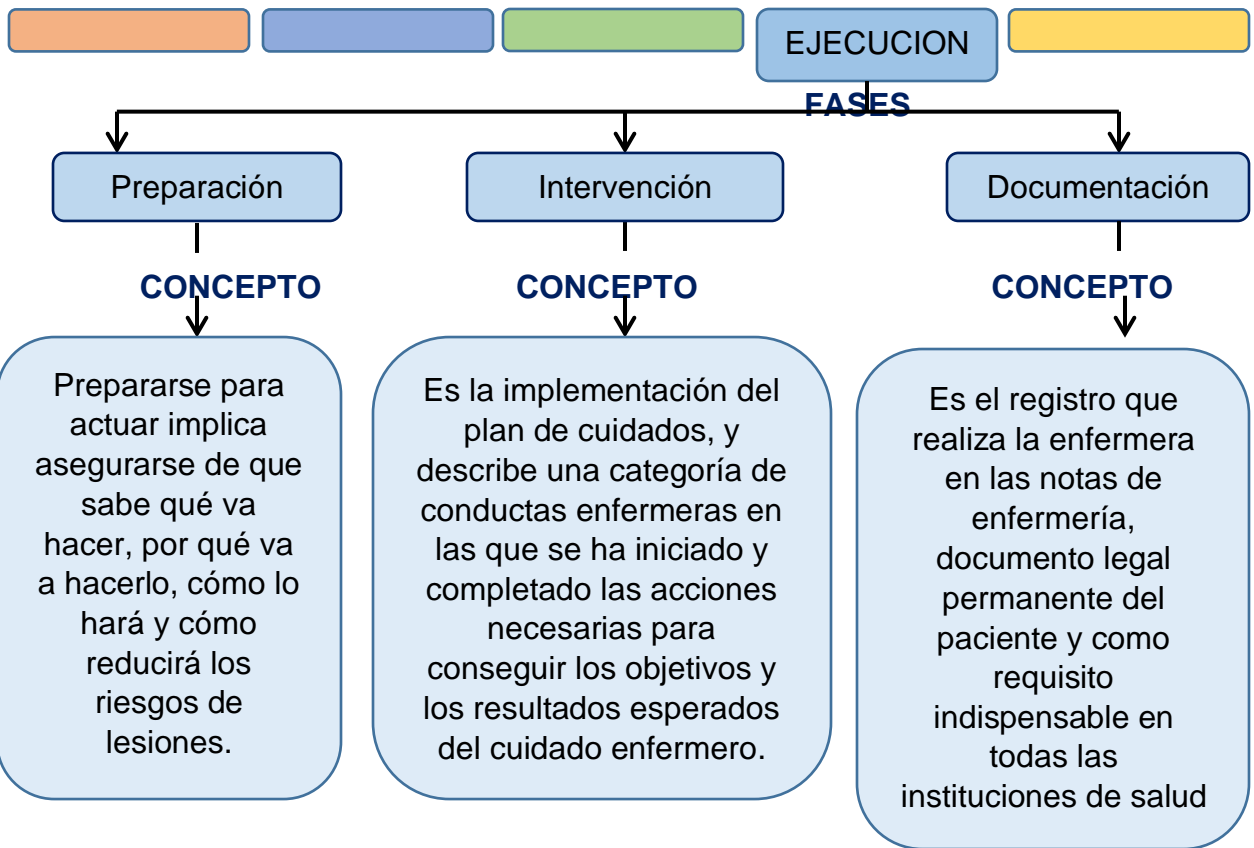 EJECUCION
FASES
Preparación
Intervención
Documentación
CONCEPTO
CONCEPTO
CONCEPTO
Prepararse para
actuar implica
asegurarse de que
sabe qué va
hacer, por qué va
a hacerlo, cómo lo
hará y cómo
reducirá los
riesgos de
lesiones.
Es la implementación del
plan de cuidados, y
describe una categoría de
conductas enfermeras en
las que se ha iniciado y
completado las acciones
necesarias para
conseguir los objetivos y
los resultados esperados
del cuidado enfermero.
Es el registro que
realiza la enfermera
en las notas de
enfermería,
documento legal
permanente del
paciente y como
requisito
indispensable en
todas las
instituciones de salud